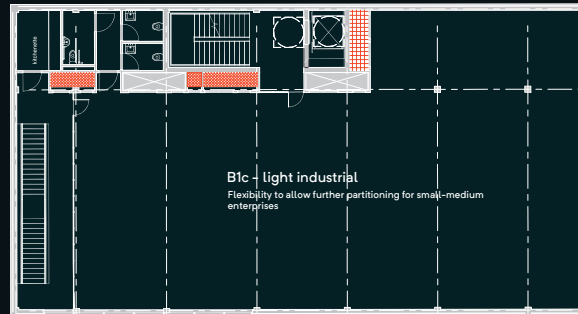 kitchenette
B1c - light industrial
Flexibility to allow further partitioning for small-medium
enterprises